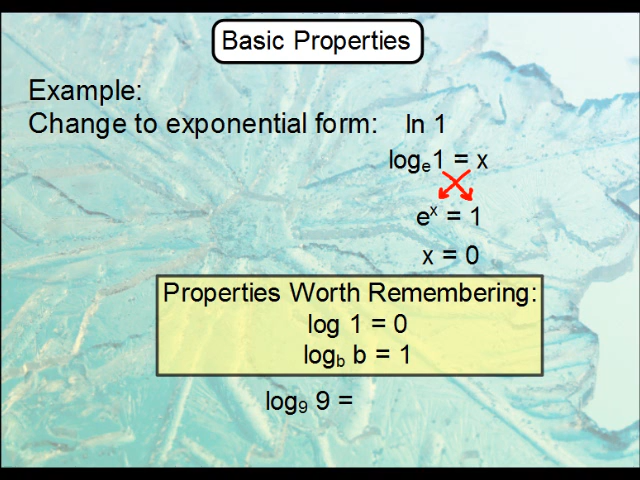 Basic Properties
Example:
Change to exponential form: ln 1
logₑ1 = x
eˣ = 1
x = 0
Properties Worth Remembering:
log 1 = 0
log_b b = 1
log₉ 9 =